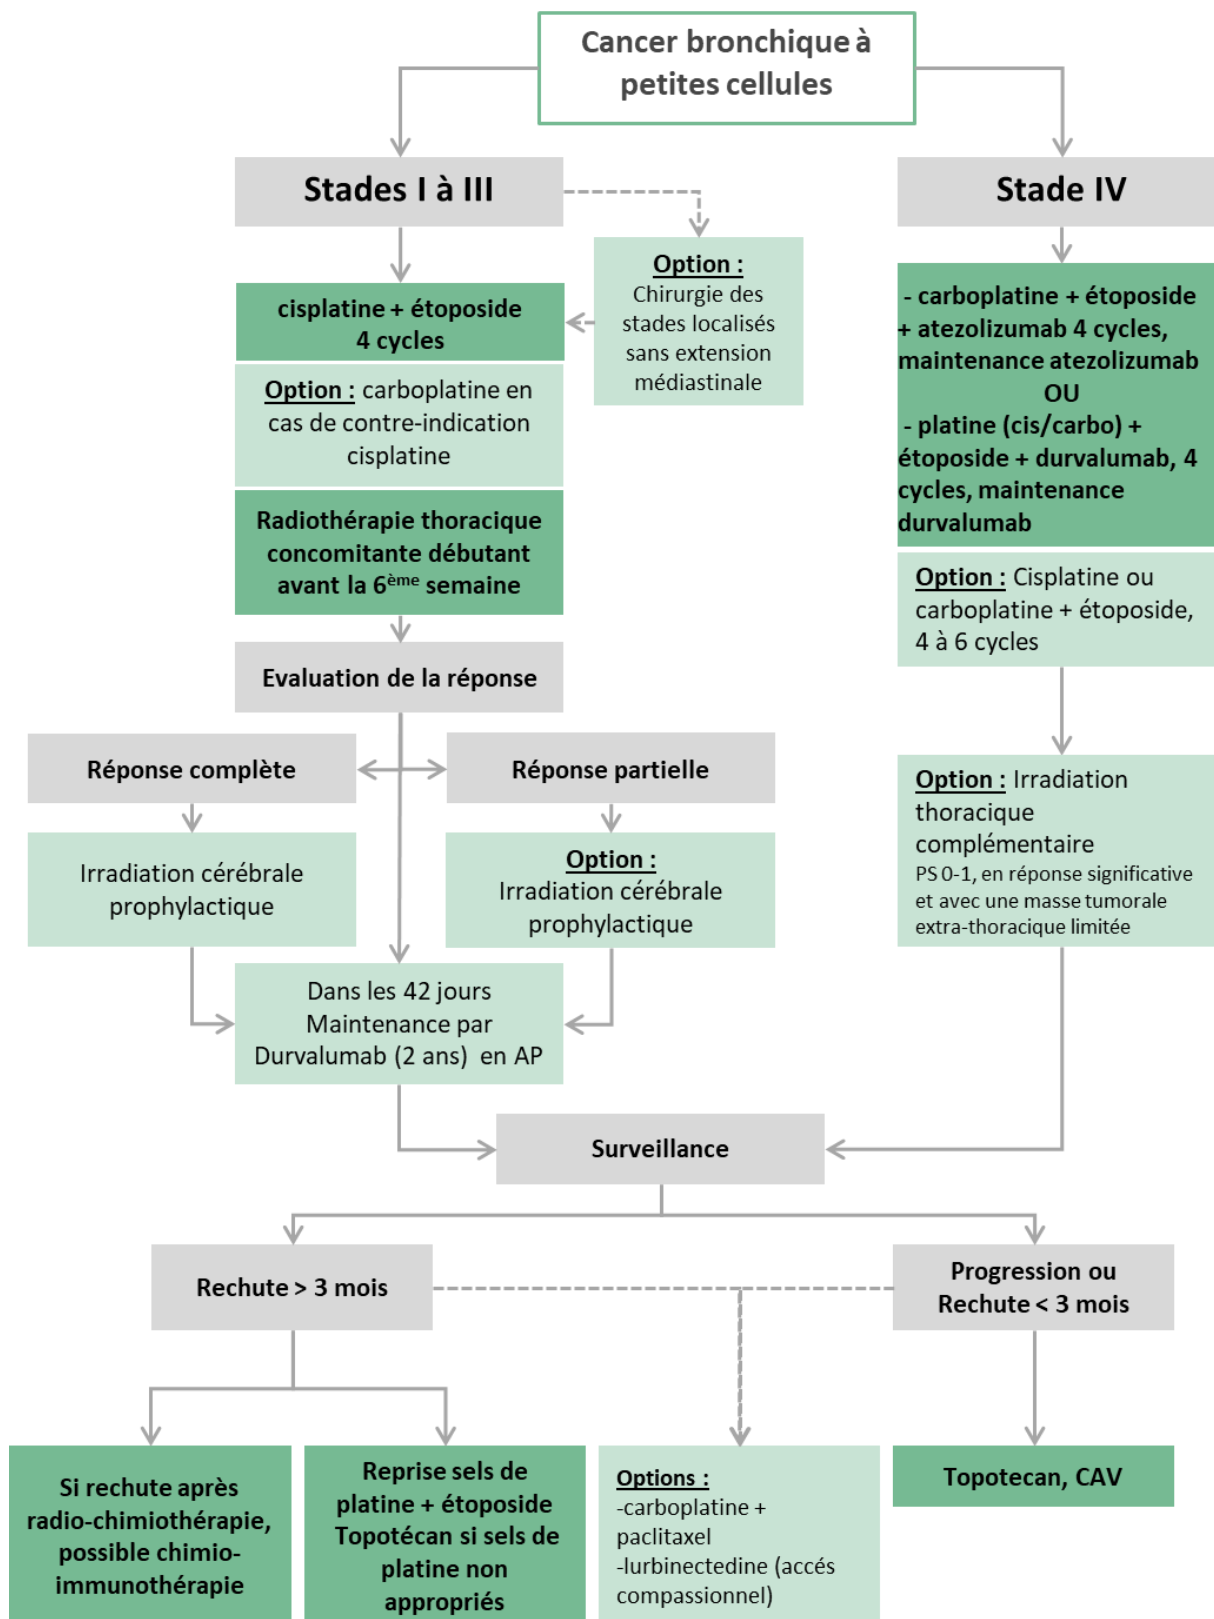 Cancer bronchique à
petites cellules
Stades I à III
Stade IV
Option :
Chirurgie des
stades localisés
sans extension
médiastinale
cisplatine + étoposide
4 cycles
Option : carboplatine en
cas de contre-indication
cisplatine
Radiothérapie thoracique
concomitante débutant
avant la 6ème semaine
- carboplatine + étoposide
+ atezolizumab 4 cycles,
maintenance atezolizumab
OU
- platine (cis/carbo) +
étoposide + durvalumab, 4
cycles, maintenance
durvalumab
Option : Cisplatine ou
carboplatine + étoposide,
4 à 6 cycles
Evaluation de la réponse
Réponse complète
Réponse partielle
Irradiation cérébrale
prophylactique
Option :
Irradiation cérébrale
prophylactique
Option : Irradiation
thoracique
complémentaire
PS 0-1, en réponse significative
et avec une masse tumorale
extra-thoracique limitée
Dans les 42 jours
Maintenance par
Durvalumab (2 ans) en AP
Surveillance
Rechute > 3 mois
Progression ou
Rechute < 3 mois
Si rechute après
radio-chimiothérapie,
possible chimio-
immunothérapie
Reprise sels de
platine + étoposide
Topotécan si sels de
platine non
appropriés
Options :
-carboplatine +
paclitaxel
-lurbinectedine (accés
compassionnel)
Topotecan, CAV